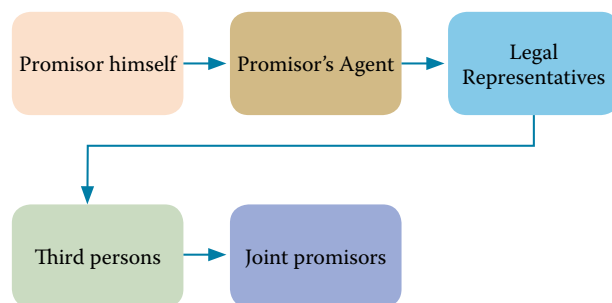 Promisor himself
Promisor’s Agent
Legal
Representatives
Third persons
Joint promisors